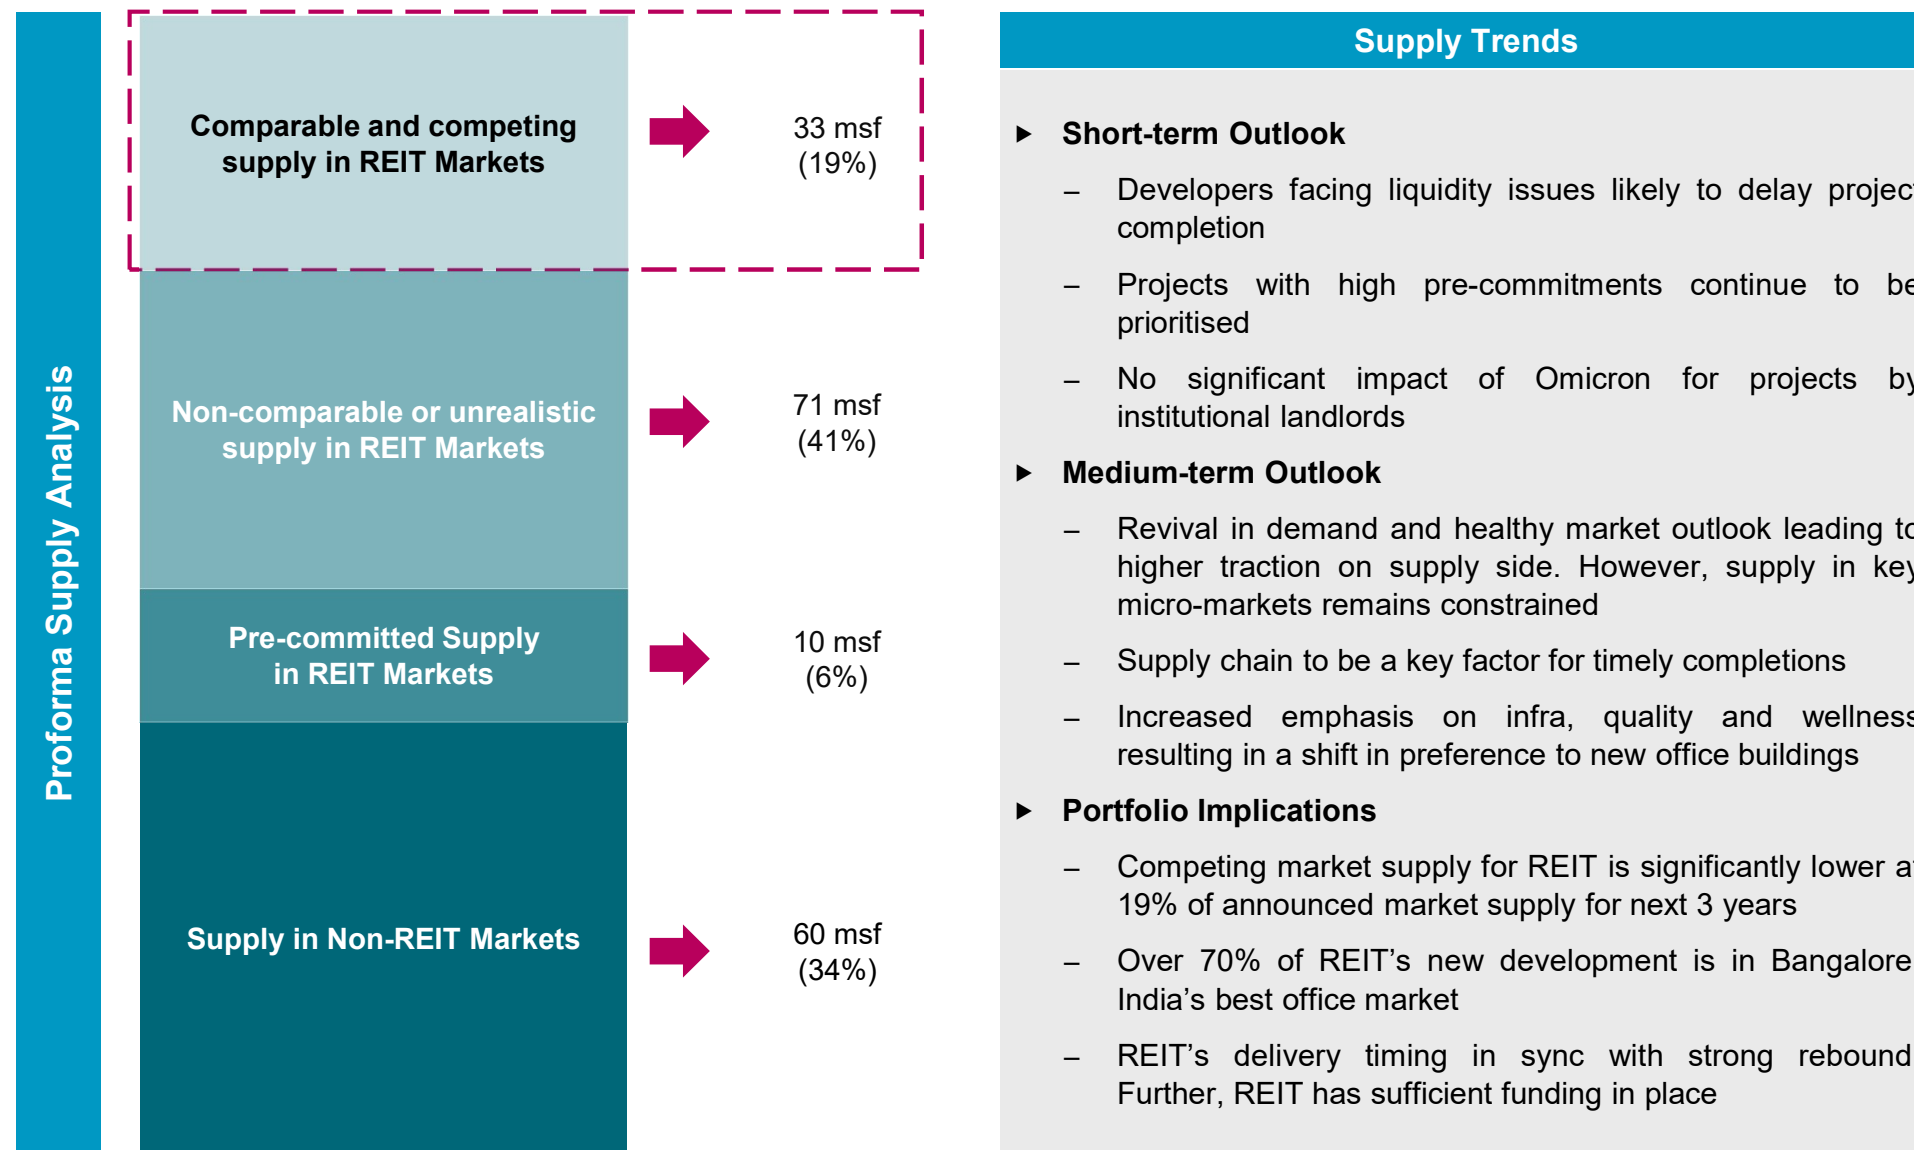 Proforma Supply Analysis
Comparable and competing
supply in REIT Markets
33 msf
(19%)
Non-comparable or unrealistic
supply in REIT Markets
71 msf
(41%)
Pre-committed Supply
in REIT Markets
10 msf
(6%)
Supply in Non-REIT Markets
60 msf
(34%)
Supply Trends
Short-term Outlook
– Developers facing liquidity issues likely to delay project
completion
– Projects with high pre-commitments continue to be
prioritised
– No significant impact of Omicron for projects by
institutional landlords
Medium-term Outlook
– Revival in demand and healthy market outlook leading to
higher traction on supply side. However, supply in key
micro-markets remains constrained
– Supply chain to be a key factor for timely completions
– Increased emphasis on infra, quality and wellness
resulting in a shift in preference to new office buildings
Portfolio Implications
– Competing market supply for REIT is significantly lower at
19% of announced market supply for next 3 years
– Over 70% of REIT's new development is in Bangalore
India's best office market
– REIT's delivery timing in sync with strong rebound
Further, REIT has sufficient funding in place